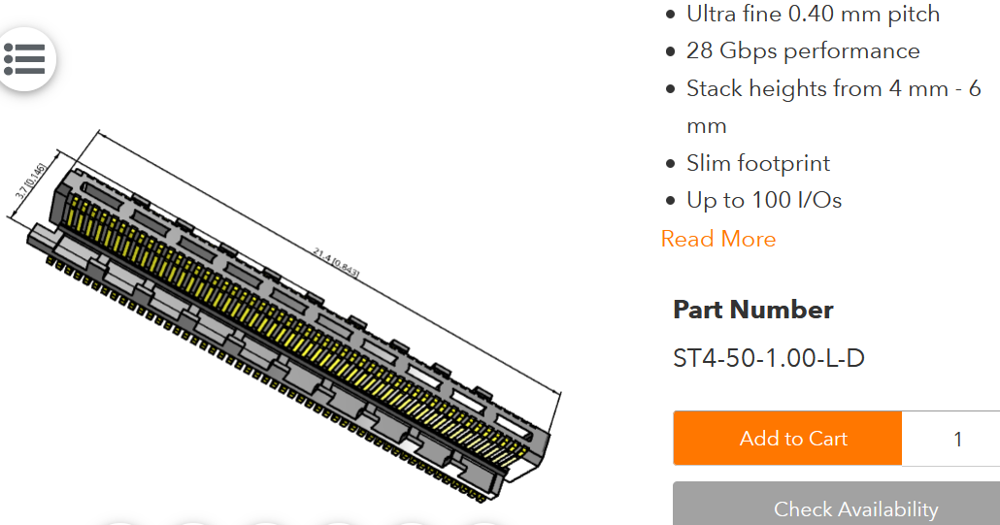 Ultra fine 0.40 mm pitch
28 Gbps performance
Stack heights from 4 mm - 6
mm
Slim footprint
Up to 100 I/Os
Read More
3.7 [0.146]
21.4 [0.843]
Part Number
ST4-50-1.00-L-D
Add to Cart
1
Check Availability